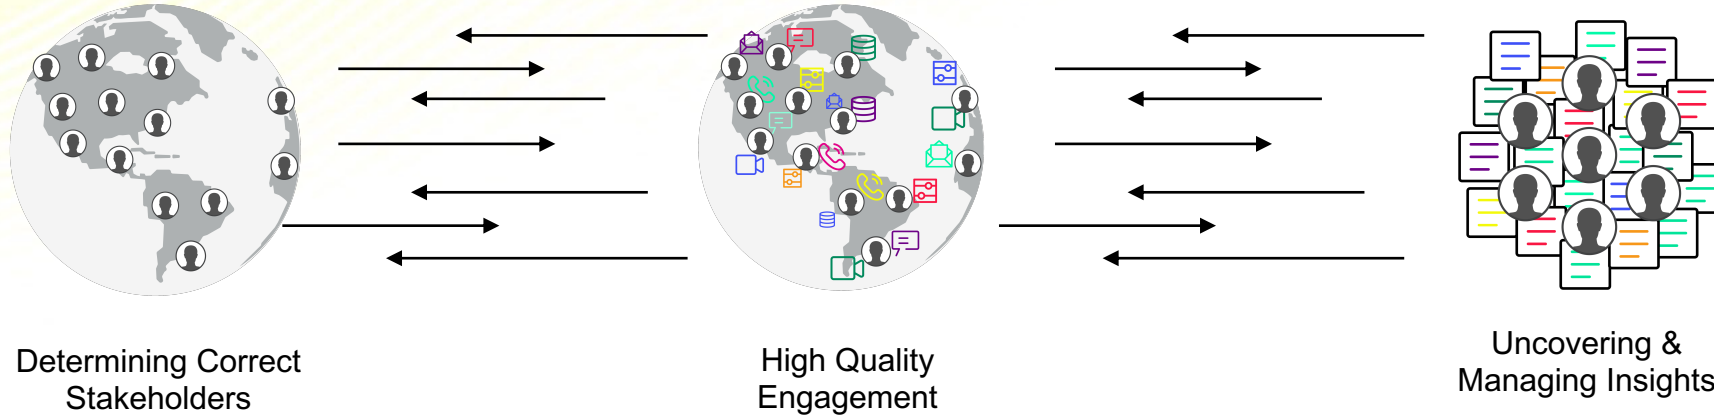 Determining Correct
Stakeholders
High Quality
Engagement
Uncovering &
Managing Insights